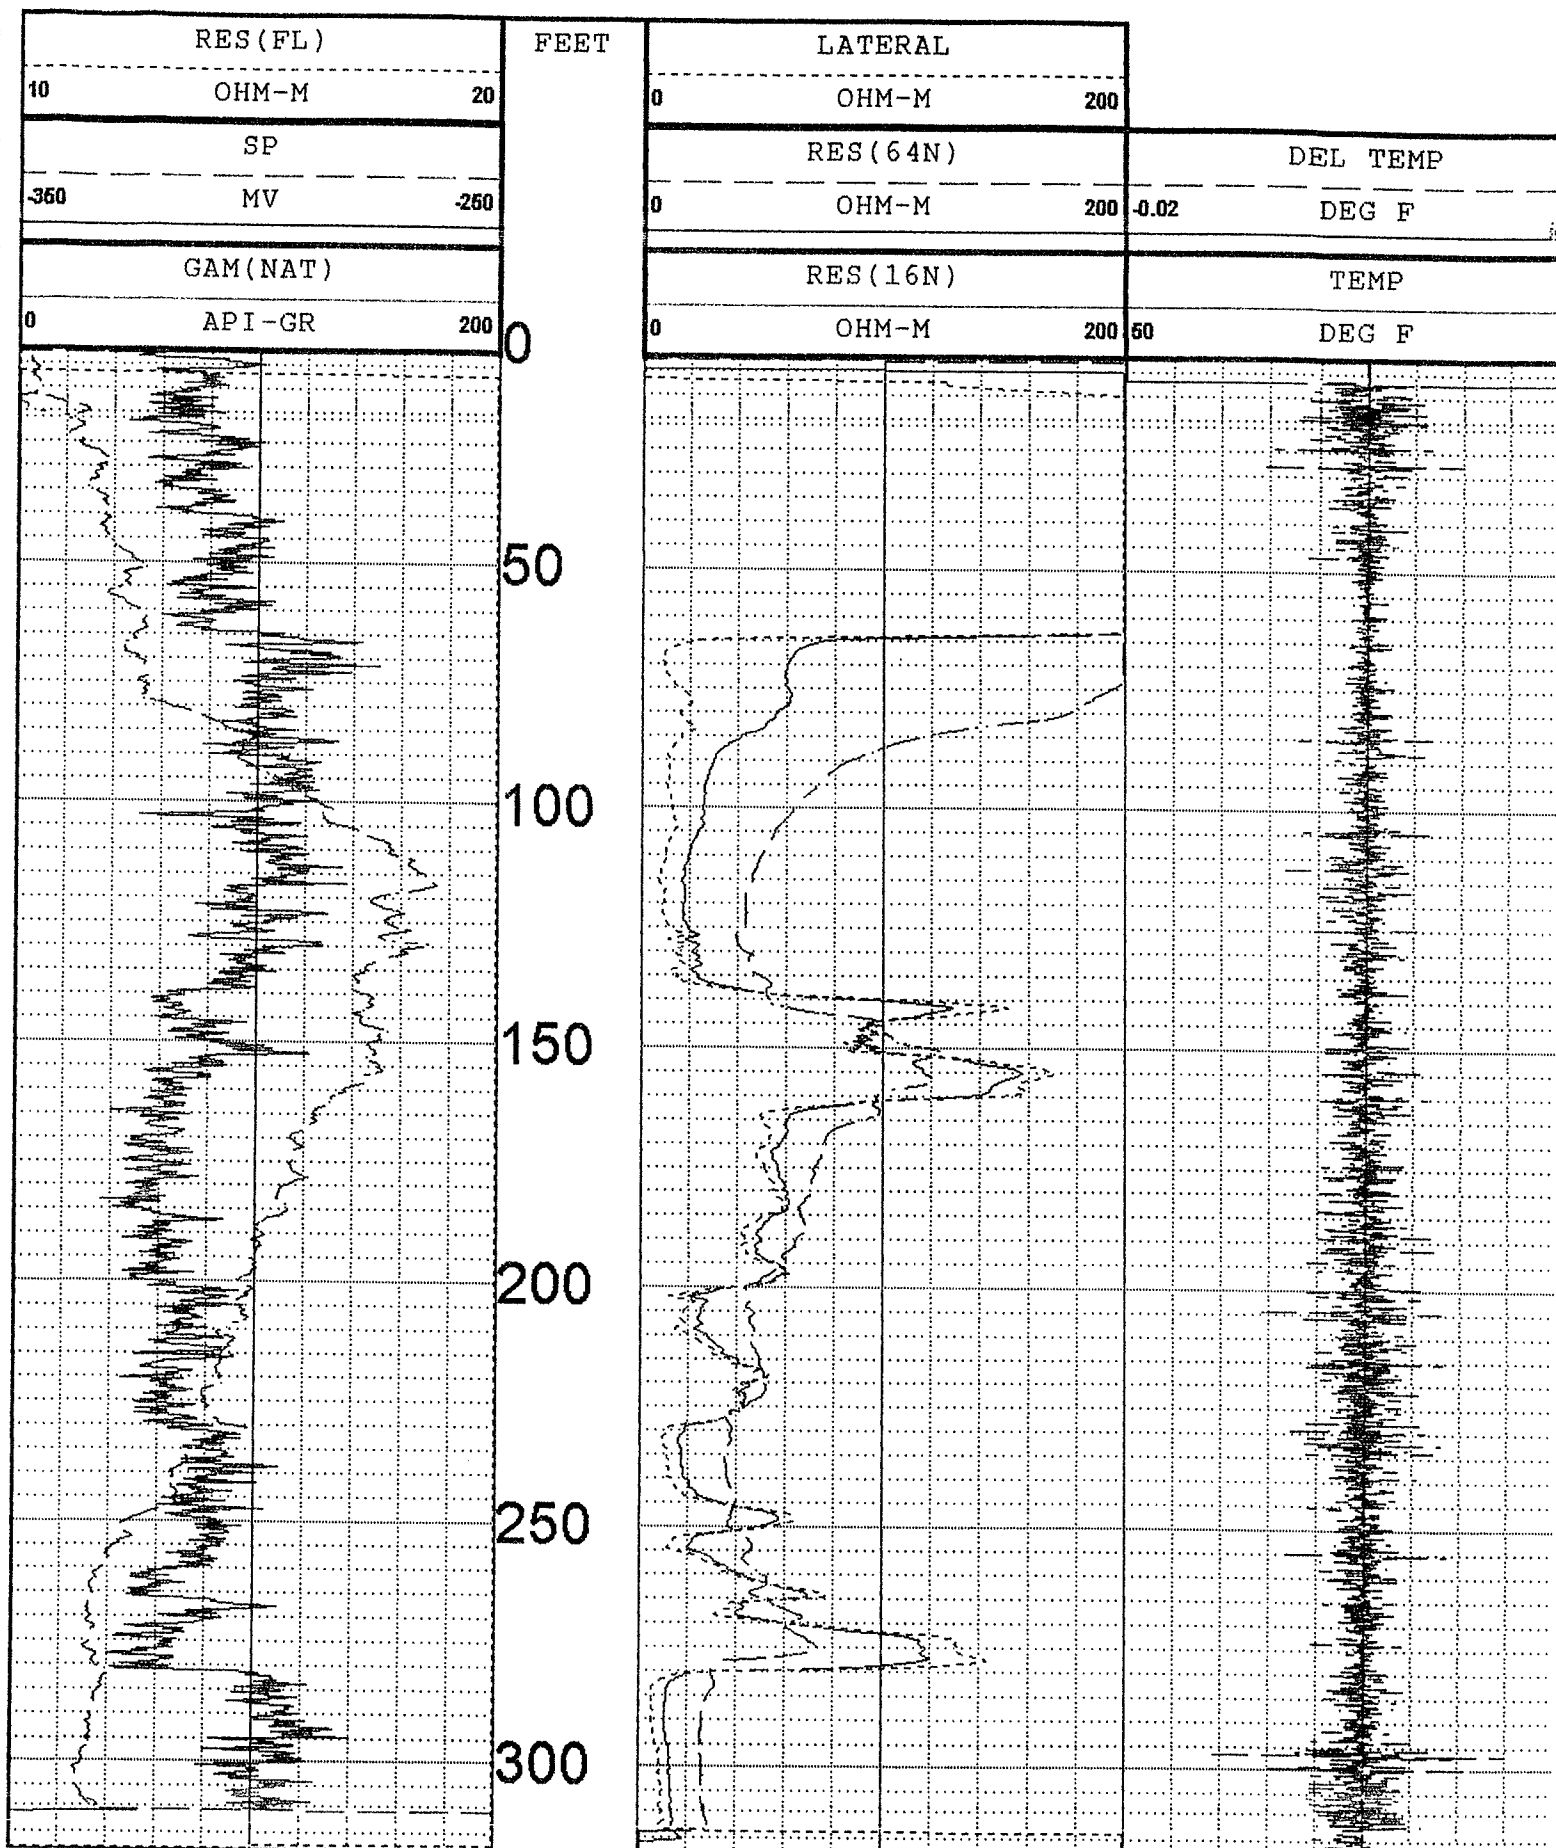 RES(FL)
10 OHM-M 20
SP
-350 MV -250
GAM(NAT)
0 API-GR 200
FEET
LATERAL
0 OHM-M 200
RES(64N)
0 OHM-M 200
RES(16N)
0 OHM-M 200
DEL TEMP
-0.02 DEG F
TEMP
50 DEG F
0
50
100
150
200
250
300